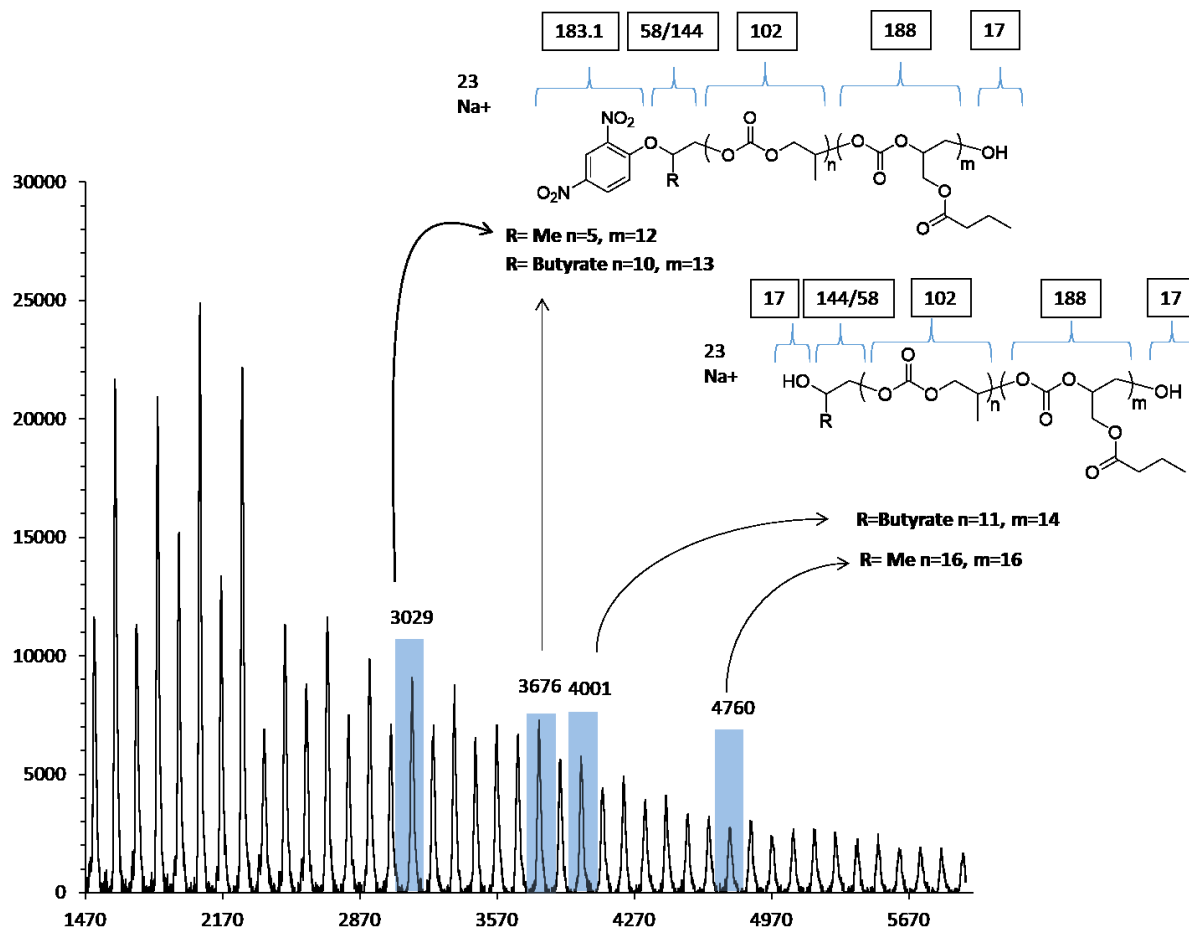 183.1 58/144 102 188 17
23
Na+
NO₂
O
O
O
O
O
n
O
O
O
m
OH
O₂N
R
O
O
R= Me n=5, m=12
R= Butyrate n=10, m=13
17 144/58 102 188 17
23
Na+
HO
R
O
O
O
n
O
O
O
m
OH
O
O
R=Butyrate n=11, m=14
R= Me n=16, m=16
30000
25000
20000
15000
10000
5000
0
3029
3676
4001
4760
1470 2170 2870 3570 4270 4970 5670